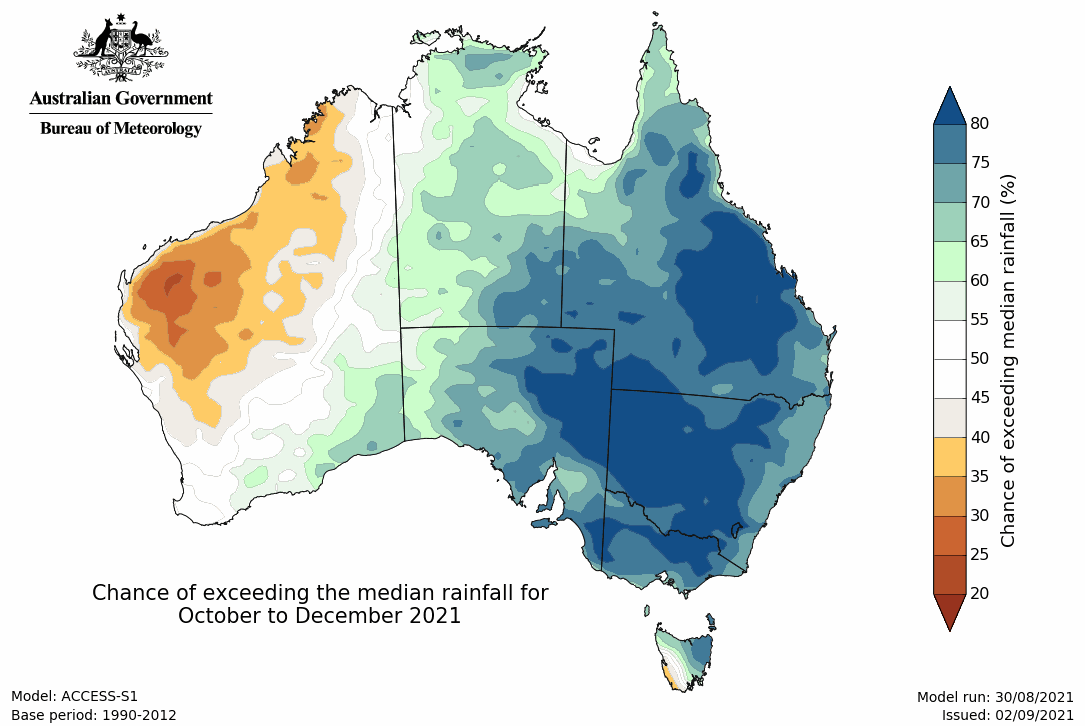 Australian Government
Bureau of Meteorology
80
75
70
65
60
55
50
45
40
35
30
25
20
Chance of exceeding median rainfall (%)
Chance of exceeding the median rainfall for
October to December 2021
Model: ACCESS-S1
Base period: 1990-2012
Model run: 30/08/2021
Issued: 02/09/2021